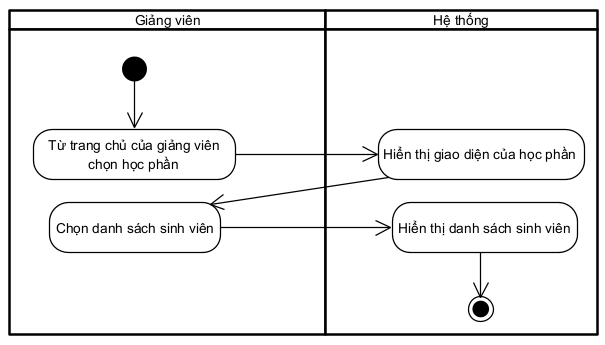 Giảng viên
Hệ thống
Từ trang chủ của giảng viên
chọn học phần
Hiển thị giao diện của học phần
Chọn danh sách sinh viên
Hiển thị danh sách sinh viên